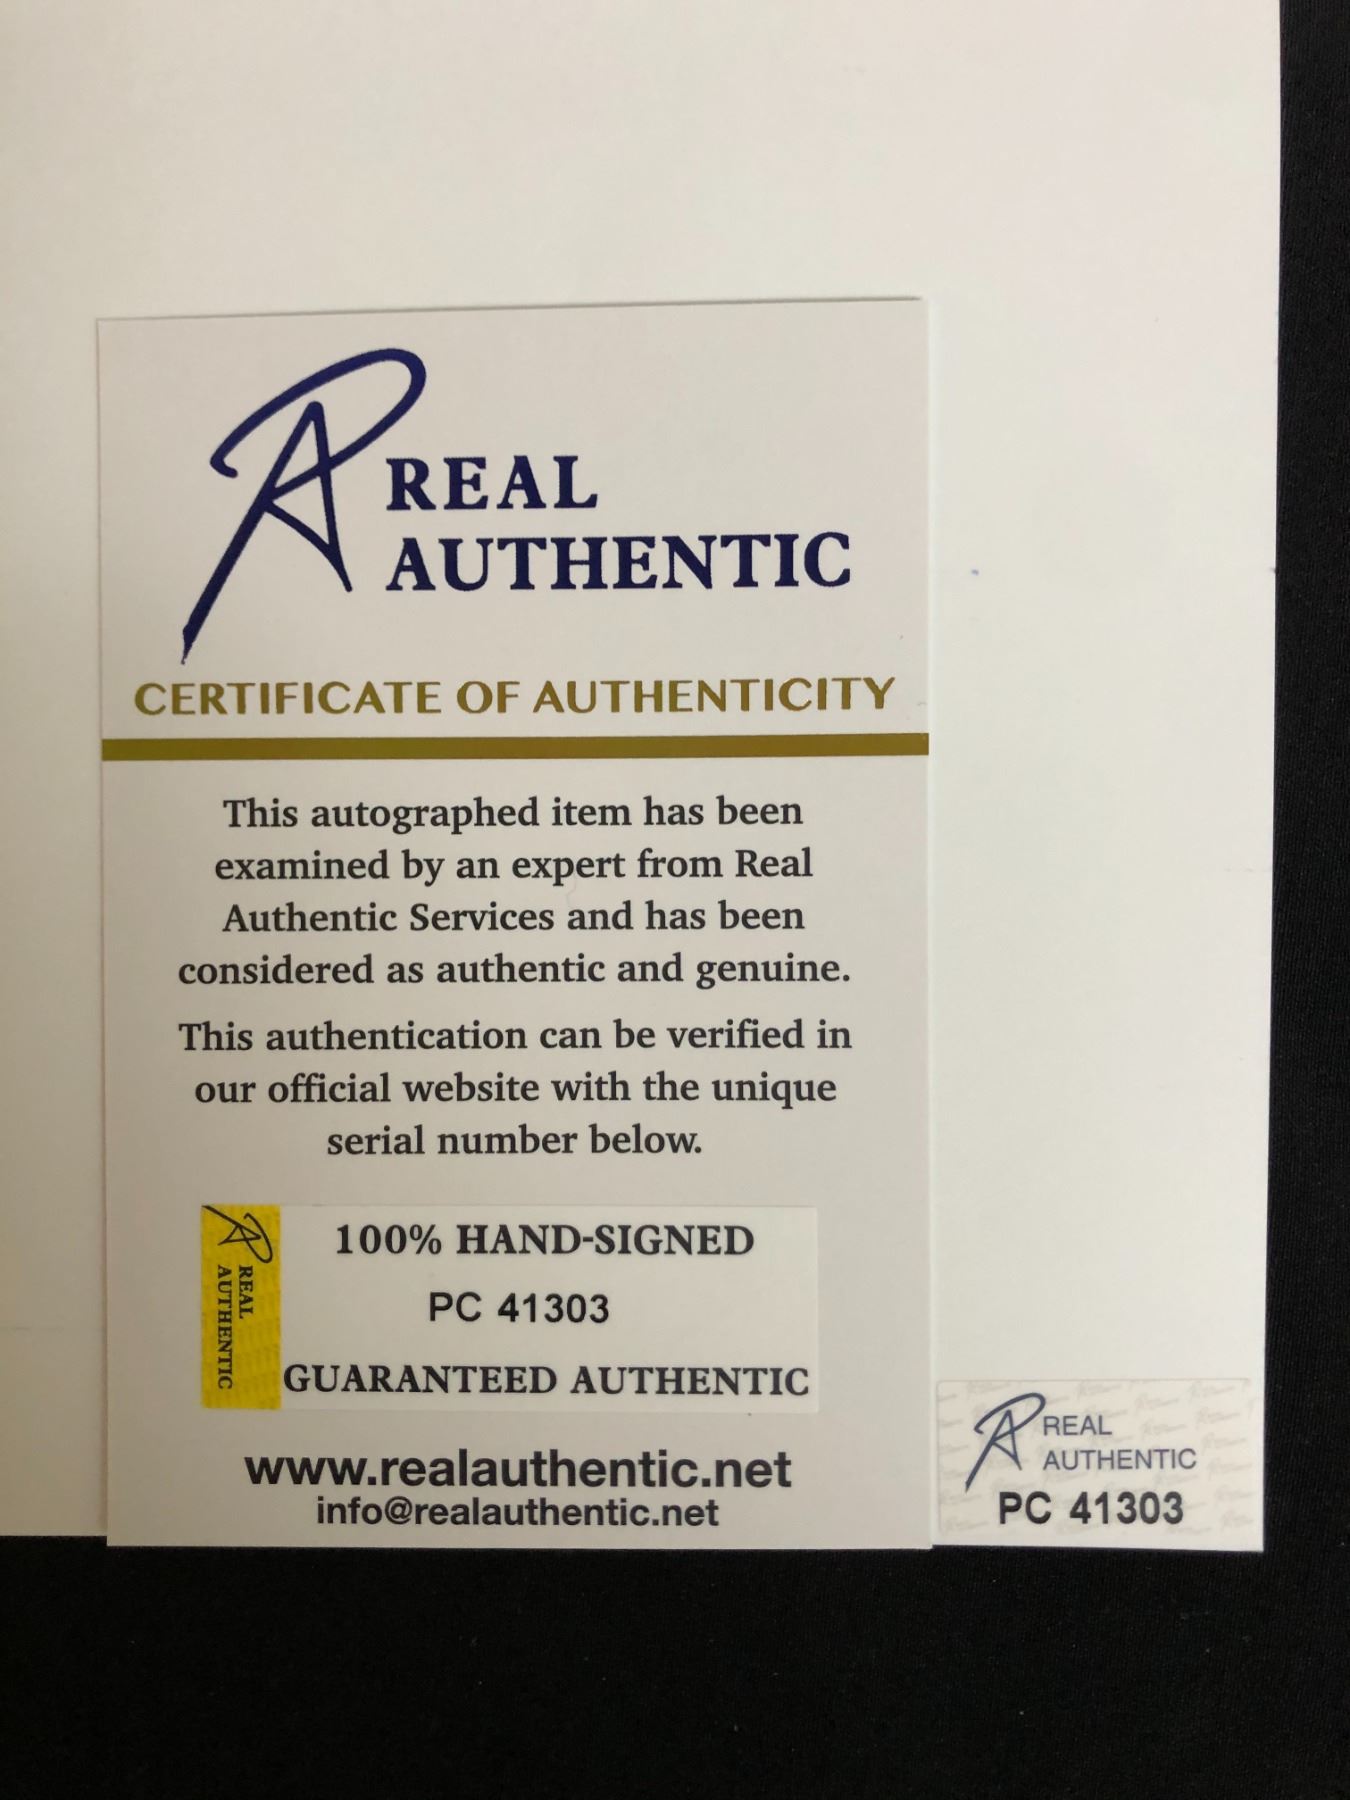 REAL
AUTHENTIC
CERTIFICATE OF AUTHENTICITY
This autographed item has been
examined by an expert from Real
Authentic Services and has been
considered as authentic and genuine.
This authentication can be verified in
our official website with the unique
serial number below.
REAL
AUTHENTIC
100% HAND-SIGNED
PC 41303
GUARANTEED AUTHENTIC
www.realauthentic.net
info@realauthentic.net
REAL
AUTHENTIC
PC 41303